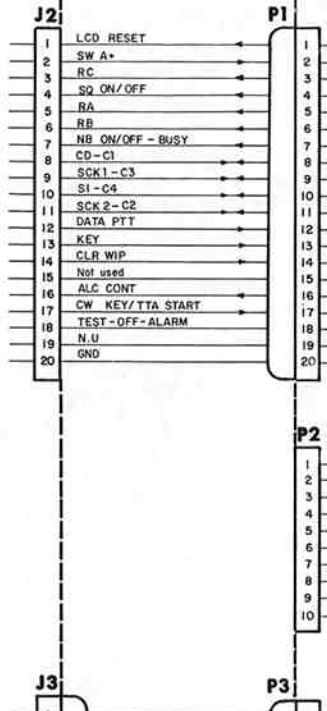 J2 P1
1 LCD RESET 1
2 SW A+ 2
3 RC 3
4 SQ ON/OFF 4
5 RA 5
6 RB 6
7 NB ON/OFF - BUSY 7
8 CD-C1 8
9 SCK1-C3 9
10 S1-C4 10
11 SCK2-C2 11
12 DATA PTT 12
13 KEY 13
14 CLR WIP 14
15 Not used 15
16 ALC CONT 16
17 CW KEY/TTA START 17
18 TEST-OFF-ALARM 18
19 N.U 19
20 GND 20
P2
1
2
3
4
5
6
7
8
9
10
J3 P3